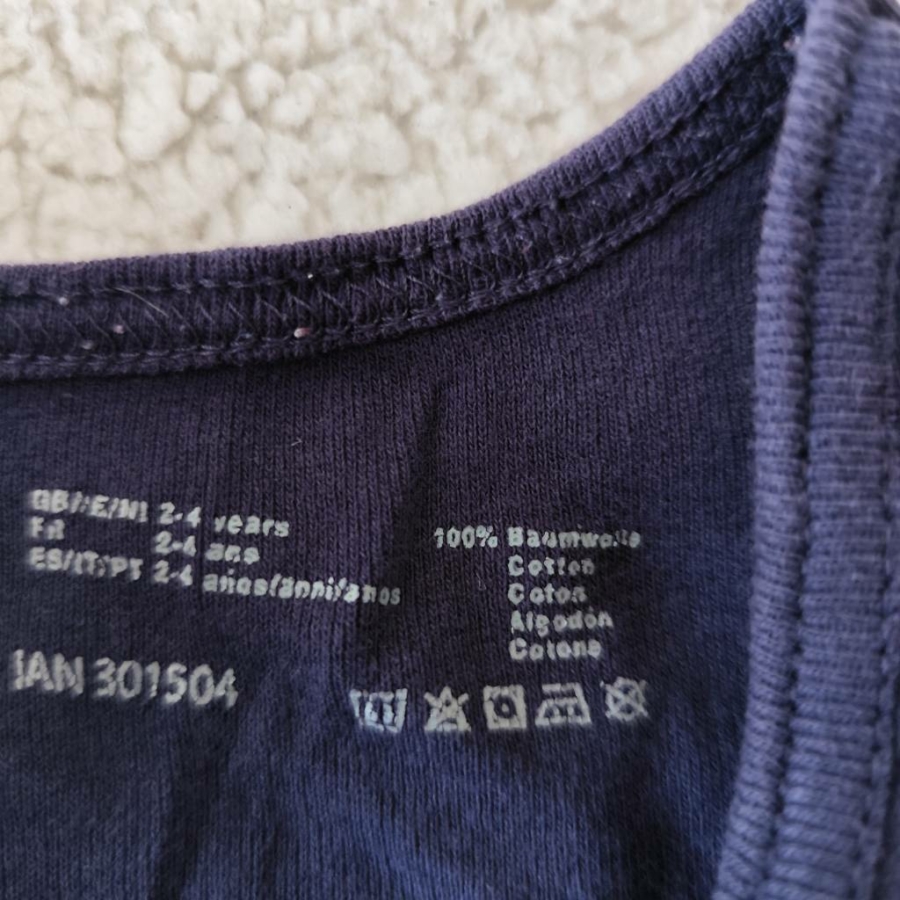 GB/IE/NI 2-4 years
FR 2-4 ans
ES/IT/PT 2-4 años/anni/anos
100% Baumwolle
Cotton
Coton
Algodón
Cotone
IAN 301504